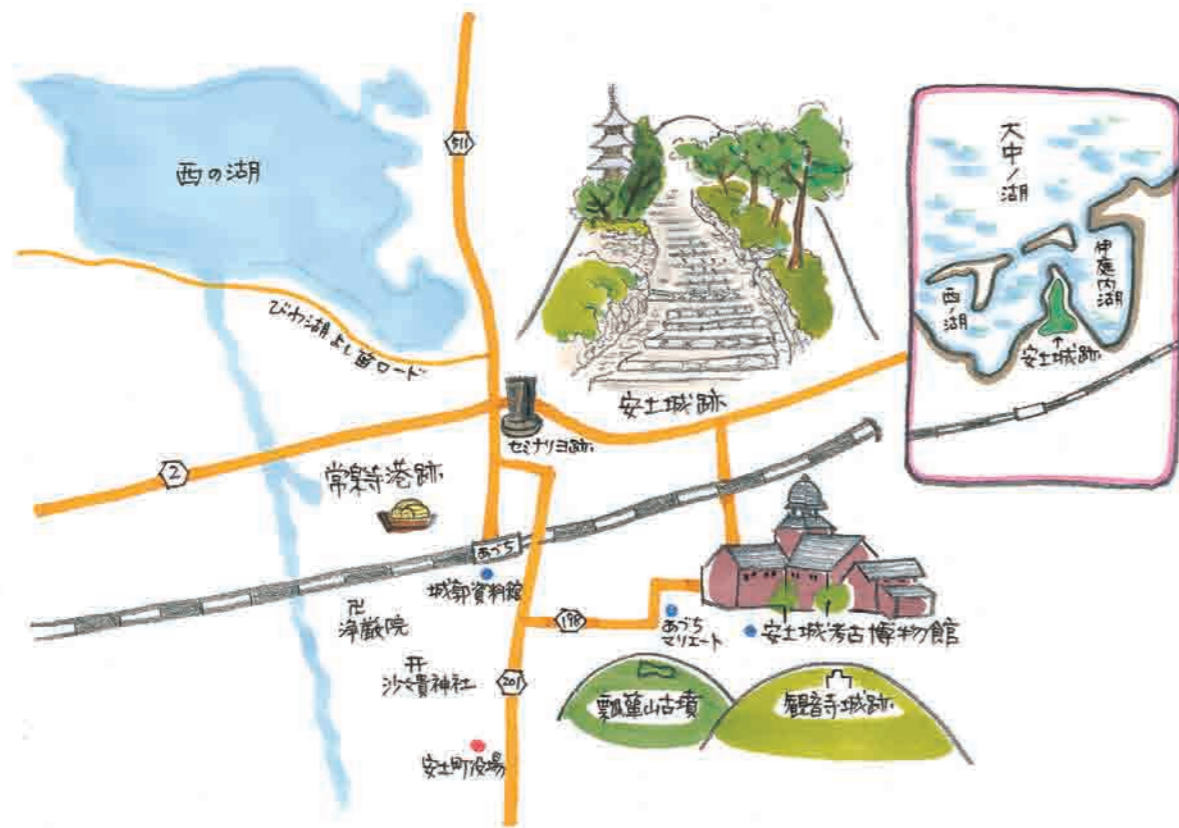 西の湖
511
びわ湖よし笛ロード
2
常楽寺港跡
セミナリヨ跡
安土城跡
あづち
城郭資料館
卍
浄厳院
沙沙貴神社
198
201
安土町役場
あづち
マリエート
安土城考古博物館
瓢箪山古墳
観音寺城跡
大中ノ湖
西ノ湖
伊庭内湖
安土城跡